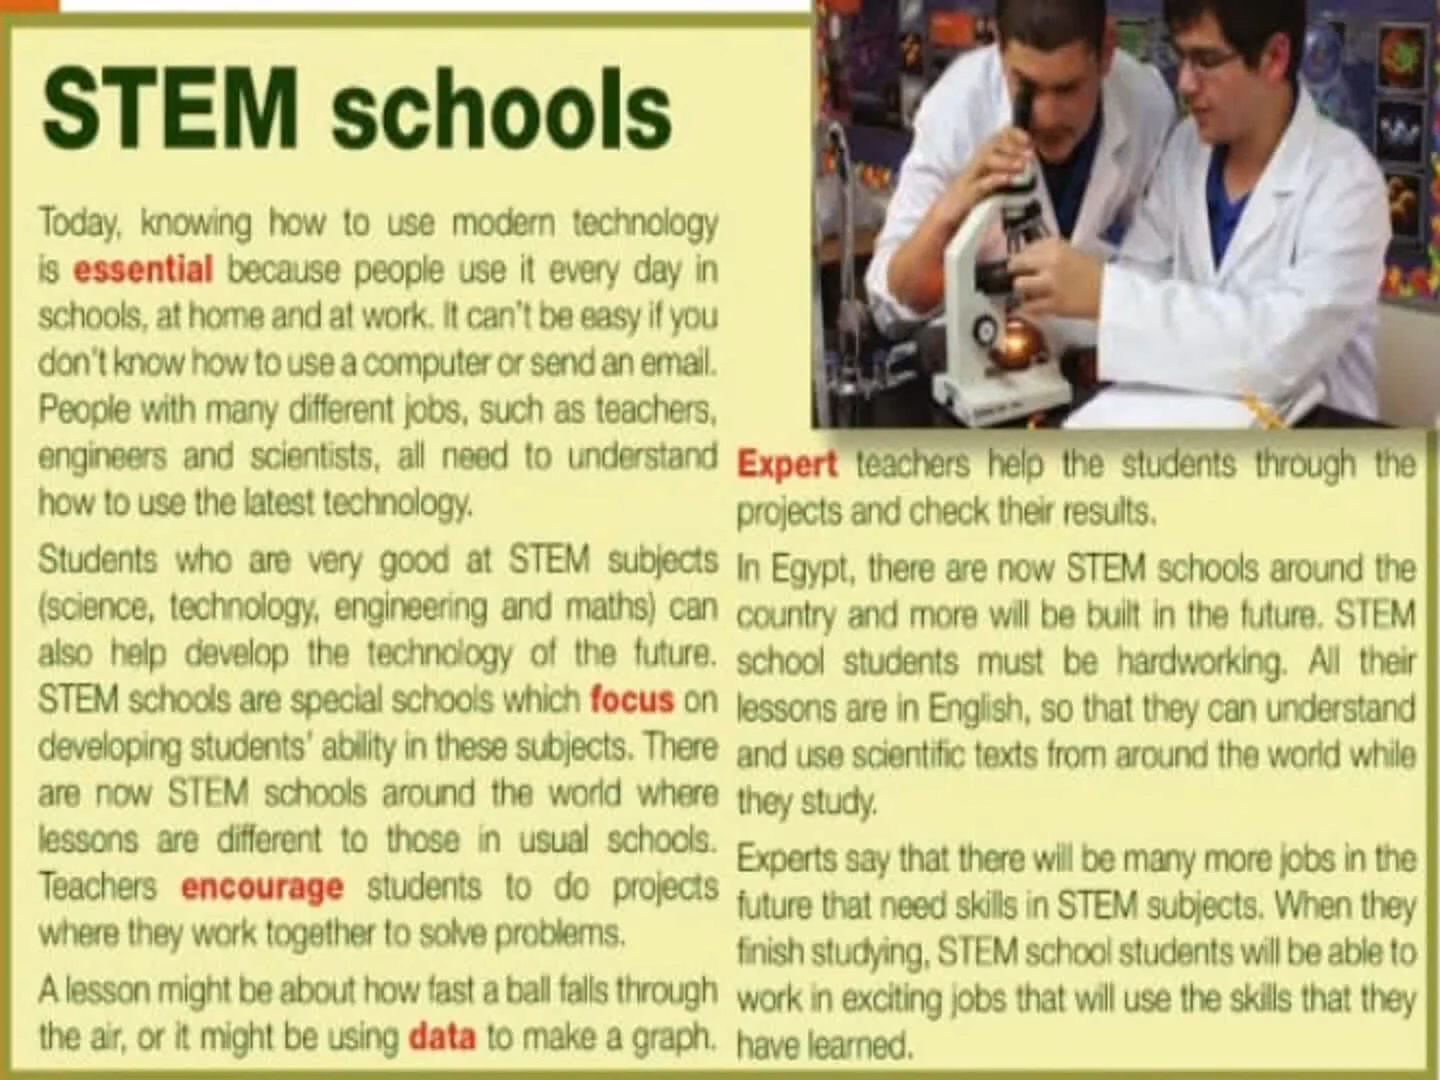 STEM schools
Today, knowing how to use modern technology
is essential because people use it every day in
schools, at home and at work. It can't be easy if you
don't know how to use a computer or send an email.
People with many different jobs, such as teachers,
engineers and scientists, all need to understand
how to use the latest technology.
Students who are very good at STEM subjects
(science, technology, engineering and maths) can
also help develop the technology of the future.
STEM schools are special schools which focus on
developing students' ability in these subjects. There
are now STEM schools around the world where
lessons are different to those in usual schools.
Teachers encourage students to do projects
where they work together to solve problems.
A lesson might be about how fast a ball falls through
the air, or it might be using data to make a graph.
Expert teachers help the students through the
projects and check their results.
In Egypt, there are now STEM schools around the
country and more will be built in the future. STEM
school students must be hardworking. All their
lessons are in English, so that they can understand
and use scientific texts from around the world while
they study.
Experts say that there will be many more jobs in the
future that need skills in STEM subjects. When they
finish studying, STEM school students will be able to
work in exciting jobs that will use the skills that they
have learned.